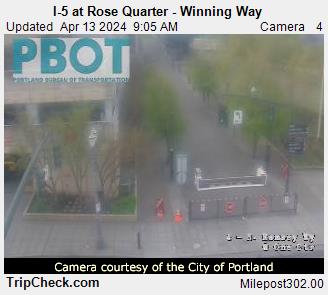 I-5 at Rose Quarter - Winning Way
Updated Apr 13 2024 9:05 AM Camera 4
PBOT
PORTLAND BUREAU OF TRANSPORTATION
Camera courtesy of the City of Portland
TripCheck.com Milepost302.00